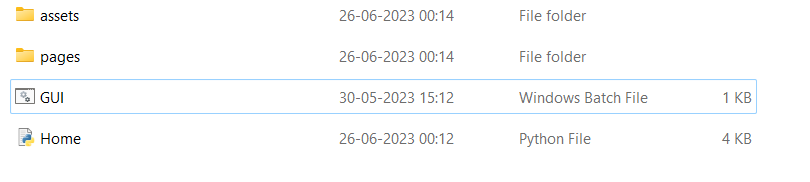 assets 26-06-2023 00:14 File folder
pages 26-06-2023 00:14 File folder
GUI 30-05-2023 15:12 Windows Batch File 1 KB
Home 26-06-2023 00:12 Python File 4 KB